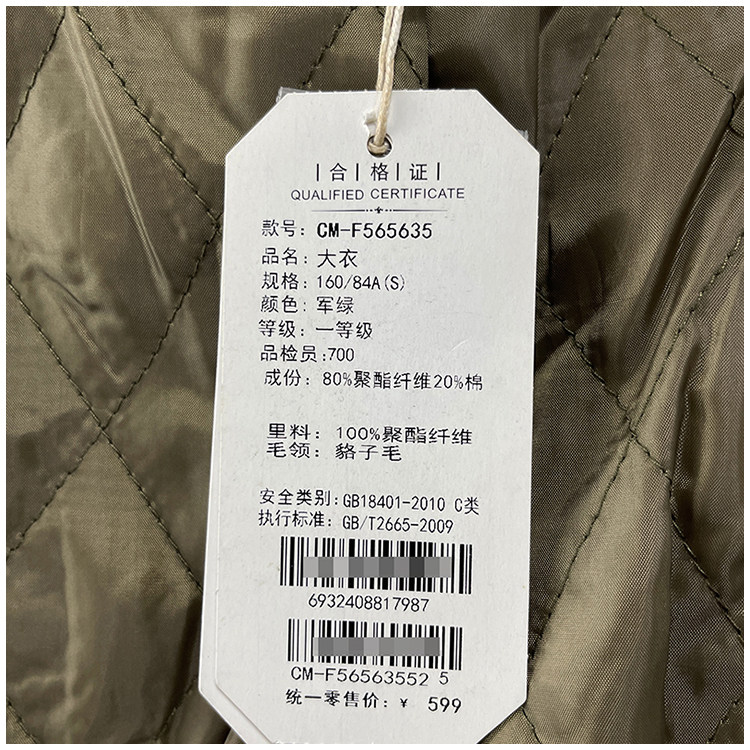 合格证
QUALIFIED CERTIFICATE
款号: CM-F565635
品名: 大衣
规格: 160/84A(S)
颜色: 军绿
等级: 一等级
品检员:700
成份: 80%聚酯纤维20%棉
里料: 100%聚酯纤维
毛领: 貉子毛
安全类别:GB18401-2010 C类
执行标准: GB/T2665-2009
6932408817987
CM-F56563552 5
统一零售价: ¥ 599